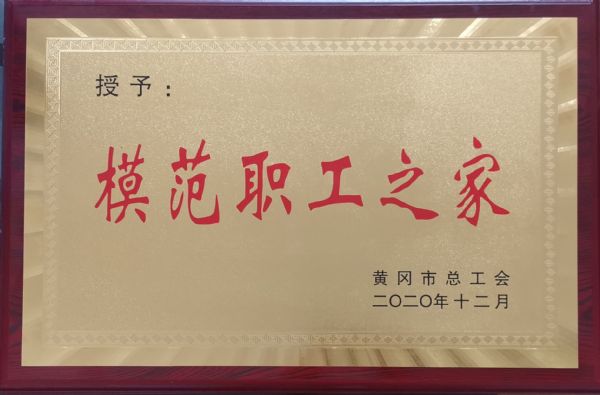 授予：
模范职工之家
黄冈市总工会
二〇二〇年十二月